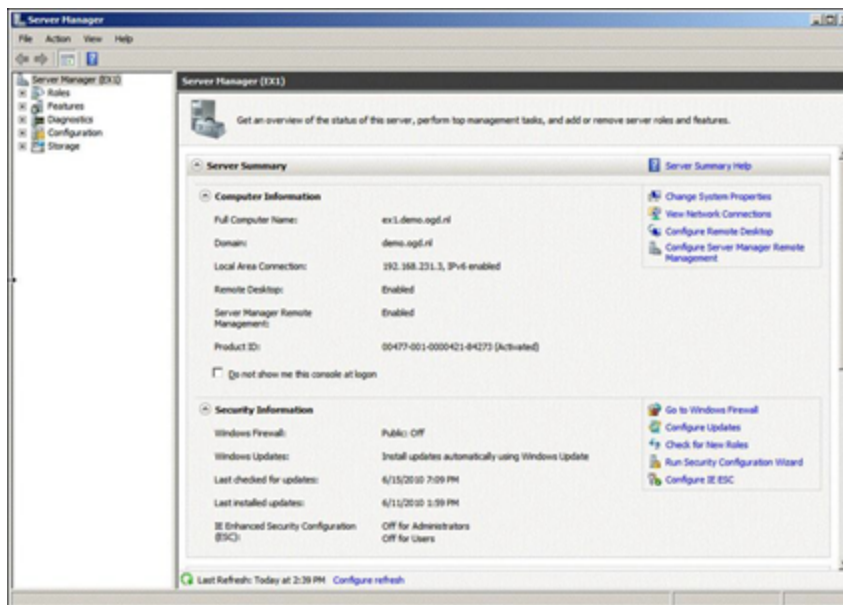 Server Manager
File Action View Help
Server Manager (EX1)
Roles
Features
Diagnostics
Configuration
Storage
Server Manager (EX1)
Get an overview of the status of this server, perform top management tasks, and add or remove server roles and features.
Server Summary
Server Summary Help
Computer Information
Full Computer Name: ex1.demo.ogd.nl
Domain: demo.ogd.nl
Local Area Connection: 192.168.231.3, IPv6 enabled
Remote Desktop: Enabled
Server Manager Remote Management: Enabled
Product ID: 00477-001-0000421-84273 (Activated)
Do not show me this console at logon
Change System Properties
View Network Connections
Configure Remote Desktop
Configure Server Manager Remote
Management
Security Information
Windows Firewall: Public: Off
Windows Updates: Install updates automatically using Windows Update
Last checked for updates: 6/15/2010 7:09 PM
Last installed updates: 6/11/2010 1:59 PM
IE Enhanced Security Configuration Off for Administrators
(ESC): Off for Users
Go to Windows Firewall
Configure Updates
Check for New Roles
Run Security Configuration Wizard
Configure IE ESC
Last Refresh: Today at 2:39 PM Configure refresh